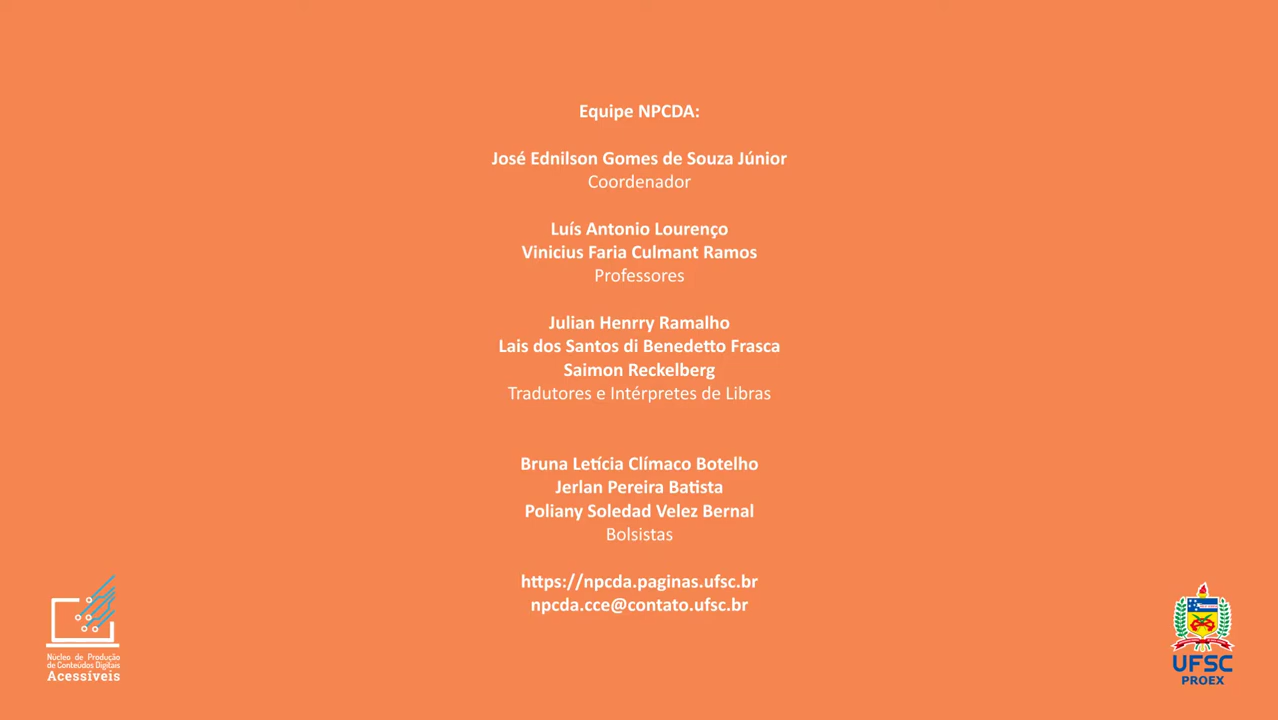 Equipe NPCDA:
José Ednilson Gomes de Souza Júnior
Coordenador
Luís Antonio Lourenço
Vinicius Faria Culmant Ramos
Professores
Julian Henrry Ramalho
Lais dos Santos di Benedetto Frasca
Saimon Reckelberg
Tradutores e Intérpretes de Libras
Bruna Letícia Clímaco Botelho
Jerlan Pereira Batista
Poliany Soledad Velez Bernal
Bolsistas
https://npcda.paginas.ufsc.br
npcda.cce@contato.ufsc.br
Núcleo de Produção
de Conteúdos Digitais
Acessíveis
UFSC
PROEX